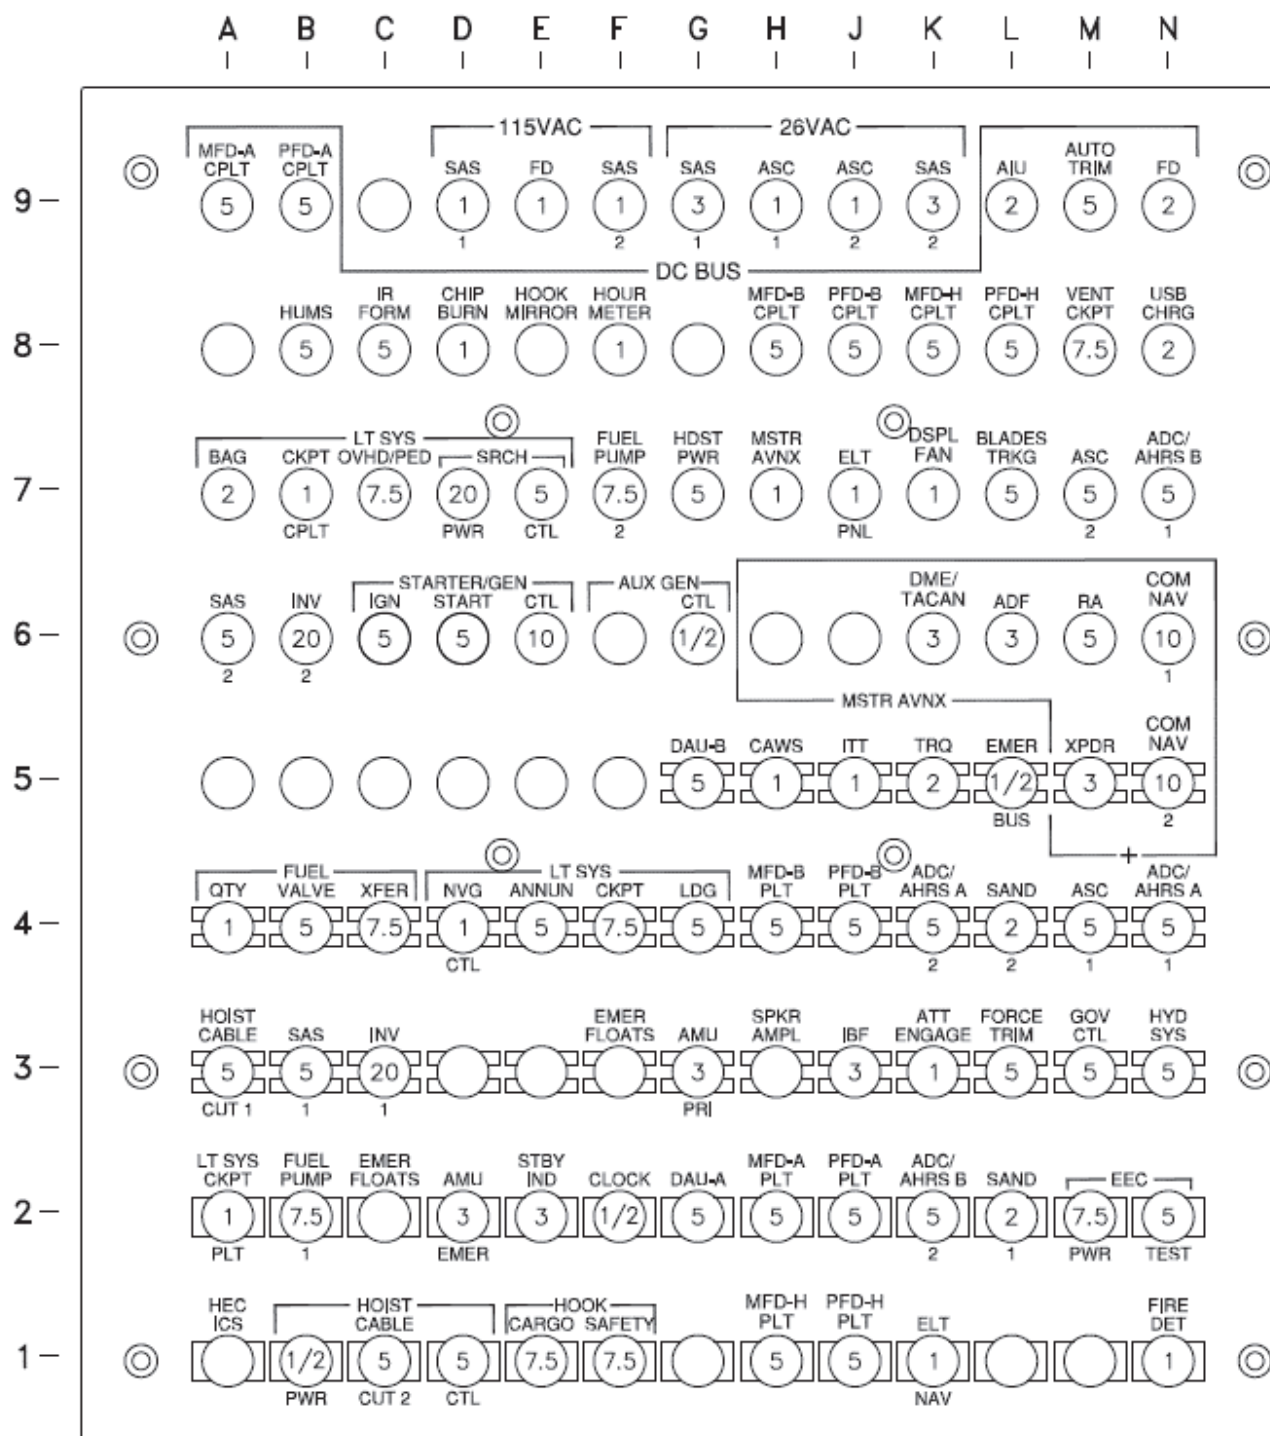 A B C D E F G H J K L M N
115VAC 26VAC
MFD-A PFD-A AUTO
CPLT CPLT SAS FD SAS SAS ASC ASC SAS AIU TRIM FD
9 5 5 1 1 1 3 1 1 3 2 5 2
1 2 1 1 2 2
DC BUS
IR CHIP HOOK HOUR MFD-B PFD-B MFD-H PFD-H VENT USB
HUMS FORM BURN MIRROR METER CPLT CPLT CPLT CPLT CKPT CHRG
8 5 5 1 1 5 5 5 5 7.5 2
LT SYS FUEL HDST MSTR DSPL BLADES ADC/
BAG CKPT OVHD/PED SRCH PUMP PWR AVNX ELT FAN TRKG ASC AHRS B
7 2 1 7.5 20 5 7.5 5 1 1 1 5 5 5
CPLT PWR CTL 2 PNL 2 1
STARTER/GEN AUX GEN DME/ COM
SAS INV IGN START CTL CTL TACAN ADF RA NAV
6 5 20 5 5 10 1/2 3 3 5 10
2 2 1
MSTR AVNX
COM
DAU-B CAWS ITT TRQ EMER XPDR NAV
5 5 1 1 2 1/2 3 10
BUS 2
+
FUEL LT SYS MFD-B PFD-B ADC/ ADC/
QTY VALVE XFER NVG ANNUN CKPT LDG PLT PLT AHRS A SAND ASC AHRS A
4 1 5 7.5 1 5 7.5 5 5 5 5 2 5 5
CTL 2 2 1 1
HOIST EMER SPKR ATT FORCE GOV HYD
CABLE SAS INV FLOATS AMU AMPL IBF ENGAGE TRIM CTL SYS
3 5 5 20 3 3 1 5 5 5
CUT 1 1 1 PRI
LT SYS FUEL EMER STBY MFD-A PFD-A ADC/ EEC
CKPT PUMP FLOATS AMU IND CLOCK DAU-A PLT PLT AHRS B SAND
2 1 7.5 3 3 1/2 5 5 5 5 2 7.5 5
PLT 1 EMER 2 1 PWR TEST
HEC HOIST HOOK MFD-H PFD-H FIRE
ICS CABLE CARGO SAFETY PLT PLT ELT DET
1 1/2 5 5 7.5 7.5 5 5 1 1
PWR CUT 2 CTL NAV